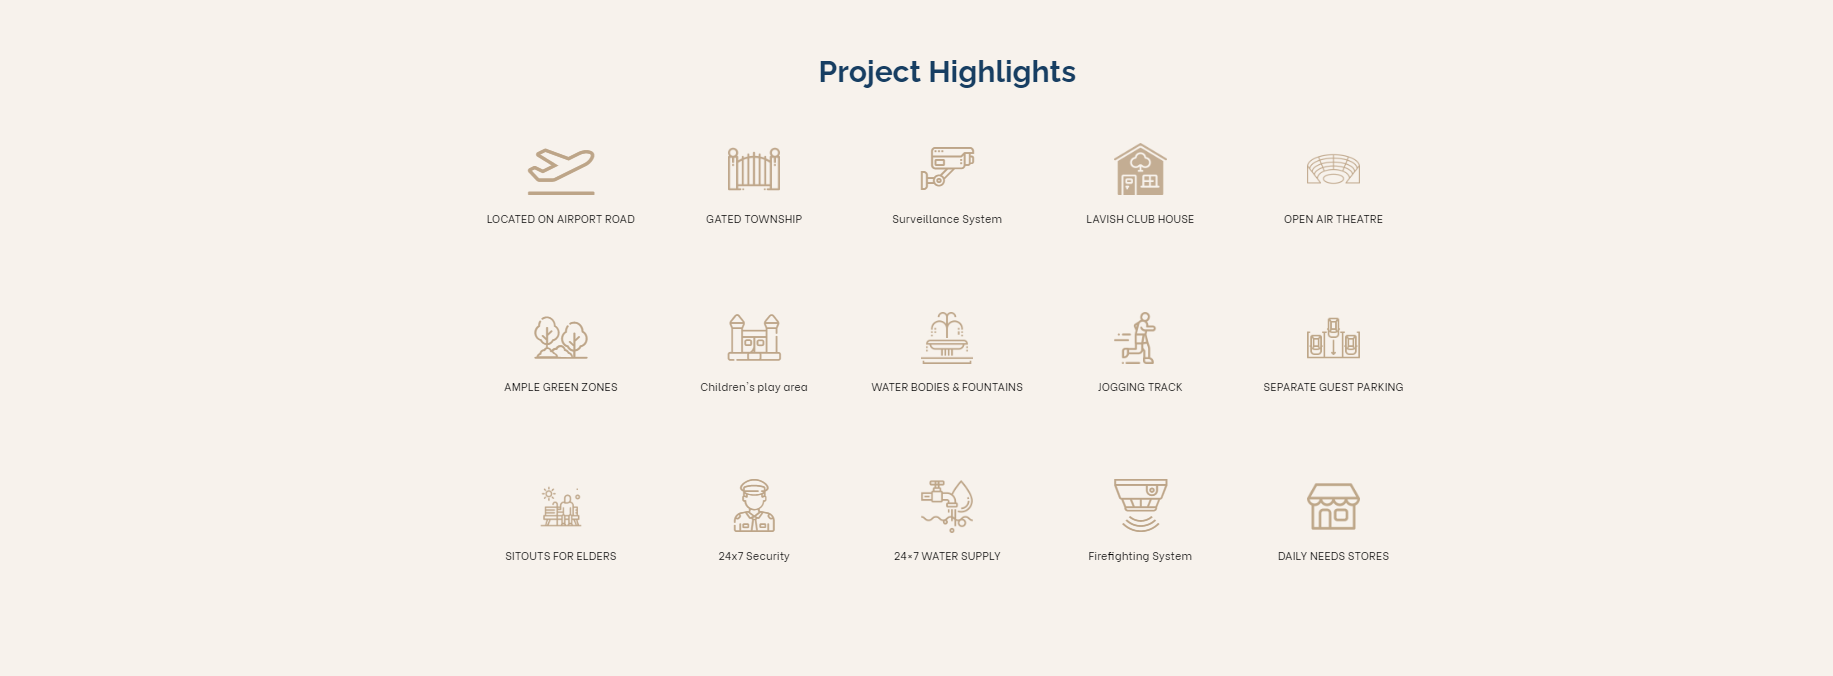 Project Highlights
LOCATED ON AIRPORT ROAD
GATED TOWNSHIP
Surveillance System
LAVISH CLUB HOUSE
OPEN AIR THEATRE
AMPLE GREEN ZONES
Children's play area
WATER BODIES & FOUNTAINS
JOGGING TRACK
SEPARATE GUEST PARKING
SITOUTS FOR ELDERS
24x7 Security
24×7 WATER SUPPLY
Firefighting System
DAILY NEEDS STORES